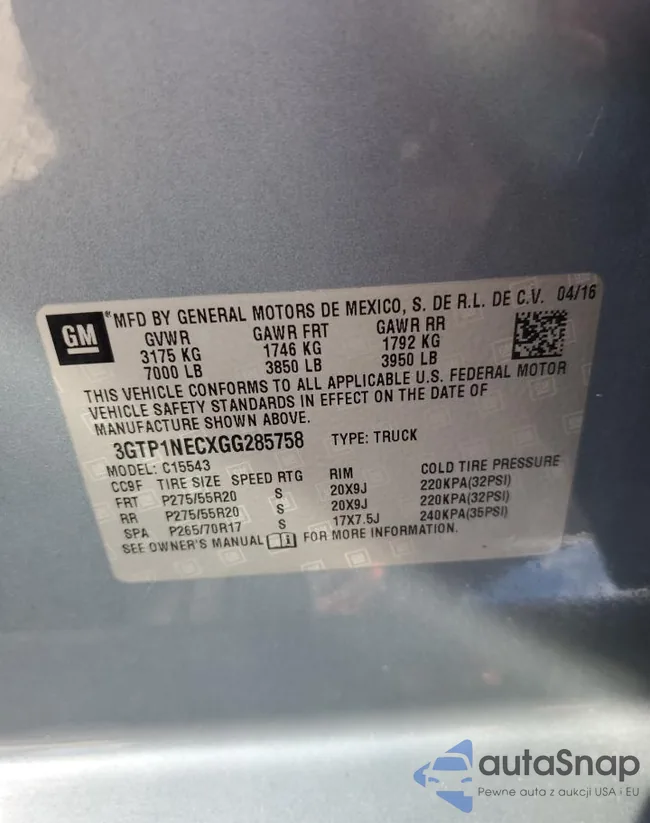 GM
®MFD BY GENERAL MOTORS DE MEXICO, S. DE R.L. DE C.V. 04/16
GVWR GAWR FRT GAWR RR
3175 KG 1746 KG 1792 KG
7000 LB 3850 LB 3950 LB
THIS VEHICLE CONFORMS TO ALL APPLICABLE U.S. FEDERAL MOTOR
VEHICLE SAFETY STANDARDS IN EFFECT ON THE DATE OF
MANUFACTURE SHOWN ABOVE.
3GTP1NECXGG285758 TYPE: TRUCK
MODEL: C15543
CC9F TIRE SIZE SPEED RTG RIM COLD TIRE PRESSURE
FRT P275/55R20 S 20X9J 220KPA(32PSI)
RR P275/55R20 S 20X9J 220KPA(32PSI)
SPA P265/70R17 S 17X7.5J 240KPA(35PSI)
SEE OWNER'S MANUAL FOR MORE INFORMATION.
autoSnap
Pewne auta z aukcji USA i EU